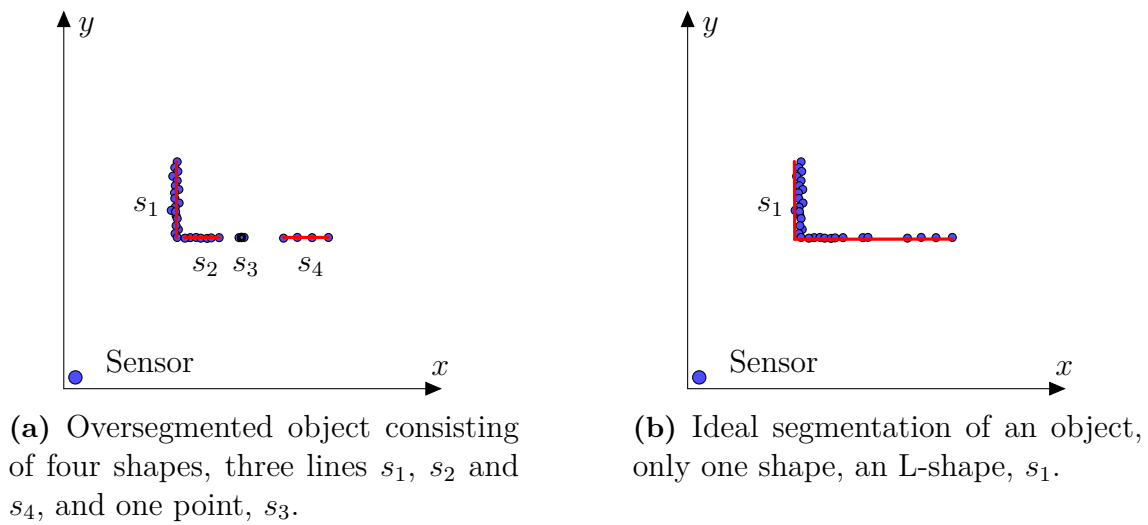 y
s₁
s₂ s₃ s₄
Sensor
x
(a) Oversegmented object consisting
of four shapes, three lines s₁, s₂ and
s₄, and one point, s₃.
y
s₁
Sensor
x
(b) Ideal segmentation of an object,
only one shape, an L-shape, s₁.